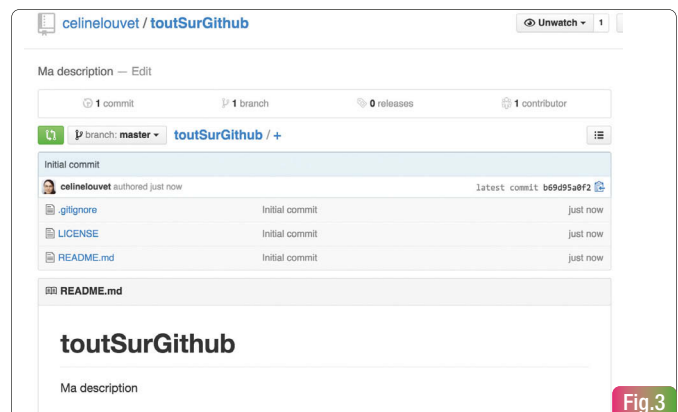 celinelouvet / toutSurGithub
Unwatch 1
Ma description — Edit
1 commit 1 branch 0 releases 1 contributor
branch: master toutSurGithub / +
Initial commit
celinelouvet authored just now latest commit b69d95a0f2
.gitignore Initial commit just now
LICENSE Initial commit just now
README.md Initial commit just now
README.md
toutSurGithub
Ma description
Fig.3